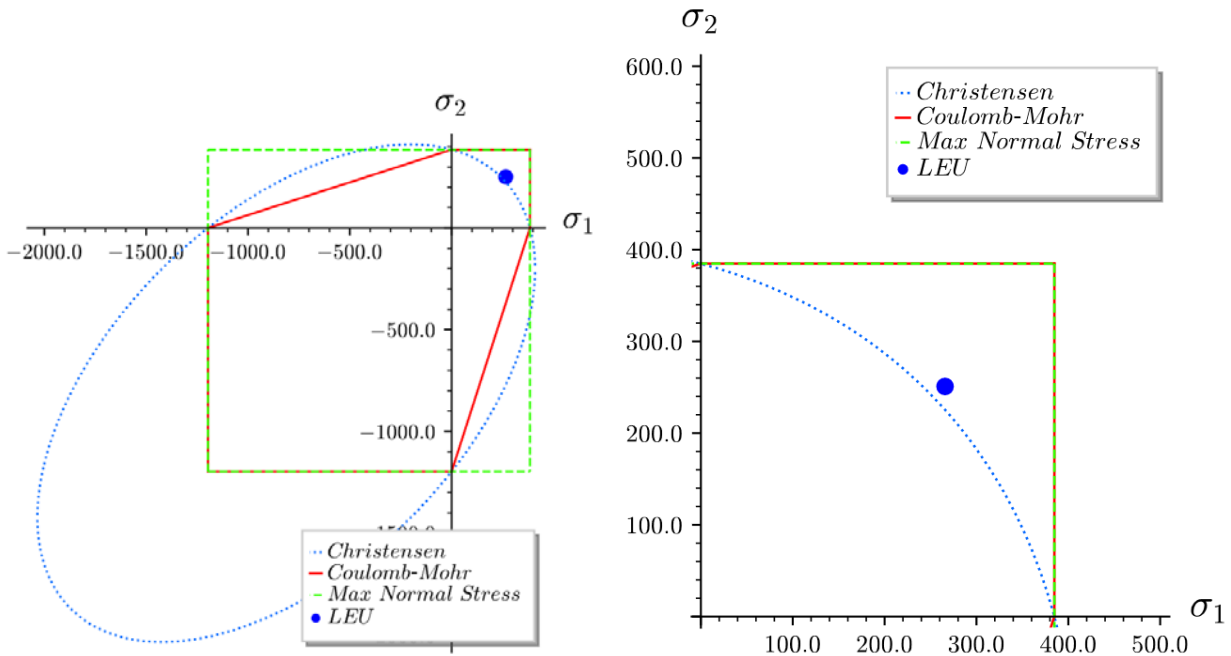 σ₂
σ₁
−2000.0 −1500.0 −1000.0 −500.0
−500.0
−1000.0
Christensen
Coulomb-Mohr
Max Normal Stress
LEU
σ₂
600.0
500.0
400.0
300.0
200.0
100.0
Christensen
Coulomb-Mohr
Max Normal Stress
LEU
σ₁
100.0 200.0 300.0 400.0 500.0